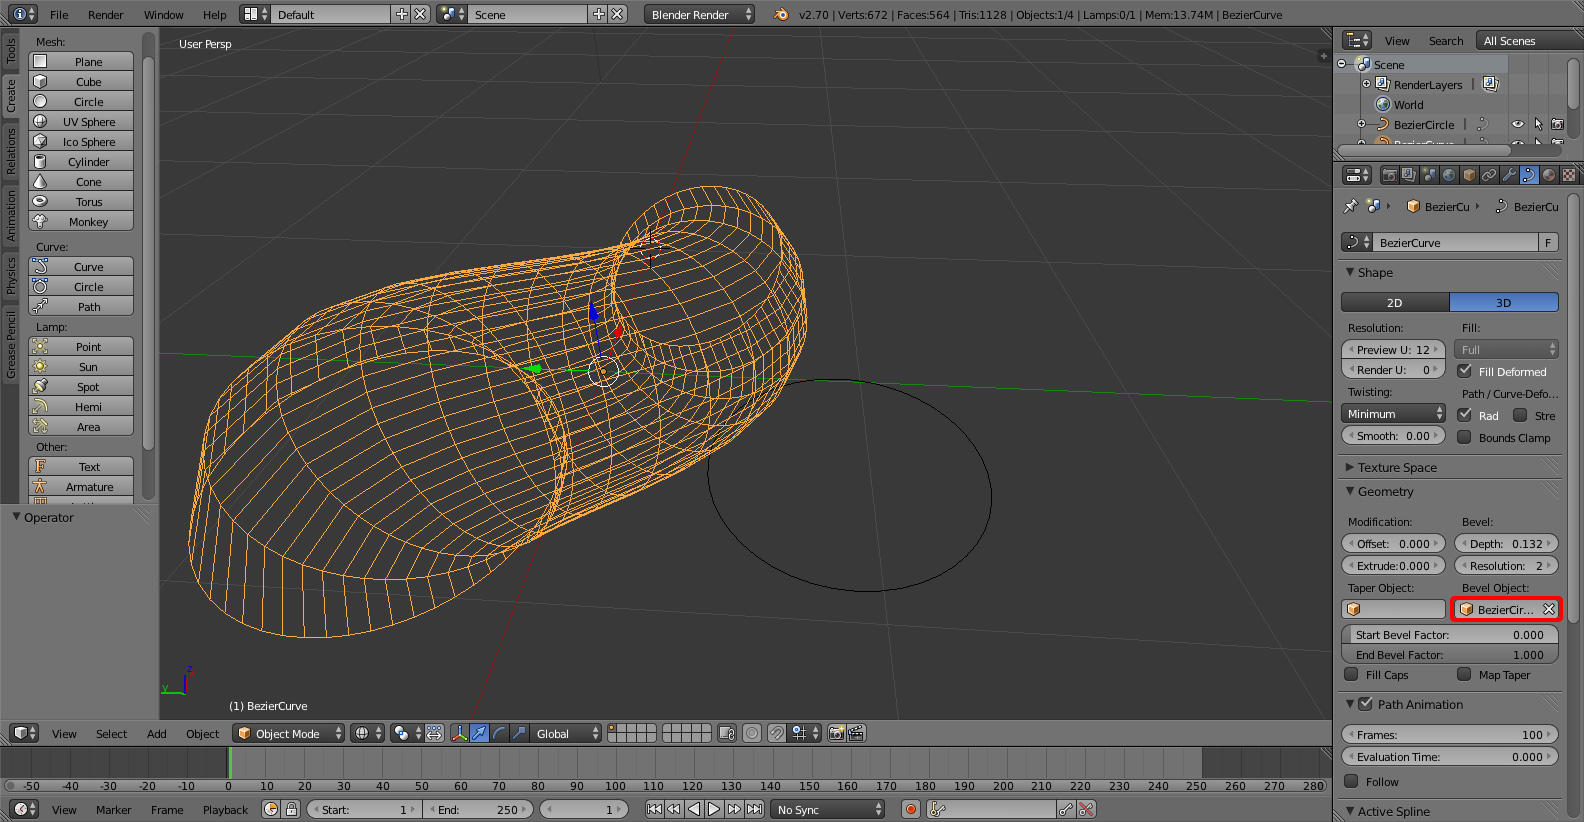 File Render Window Help Default Scene Blender Render v2.70 | Verts:672 | Faces:564 | Tris:1128 | Objects:1/4 | Lamps:0/1 | Mem:13.74M | BezierCurve
Tools
Create
Relations
Animation
Physics
Grease Pencil
Mesh:
Plane
Cube
Circle
UV Sphere
Ico Sphere
Cylinder
Cone
Torus
Monkey
Curve:
Curve
Circle
Path
Lamp:
Point
Sun
Spot
Hemi
Area
Other:
Text
Armature
Operator
User Persp
z
y
(1) BezierCurve
View Select Add Object Object Mode Global
-50 -40 -30 -20 -10 0 10 20 30 40 50 60 70 80 90 100 110 120 130 140 150 160 170 180 190 200 210 220 230 240 250 260 270 280
View Marker Frame Playback Start: 1 End: 250 1 No Sync
View Search All Scenes
Scene
RenderLayers
World
BezierCircle
BezierCurve
BezierCu BezierCu
BezierCurve F
Shape
2D 3D
Resolution: Fill:
Preview U: 12 Full
Render U: 0 Fill Deformed
Twisting: Path / Curve-Defo...
Minimum Rad Stre
Smooth: 0.00 Bounds Clamp
Texture Space
Geometry
Modification: Bevel:
Offset: 0.000 Depth: 0.132
Extrude:0.000 Resolution: 2
Taper Object: Bevel Object:
BezierCir...
Start Bevel Factor: 0.000
End Bevel Factor: 1.000
Fill Caps Map Taper
Path Animation
Frames: 100
Evaluation Time: 0.000
Follow
Active Spline